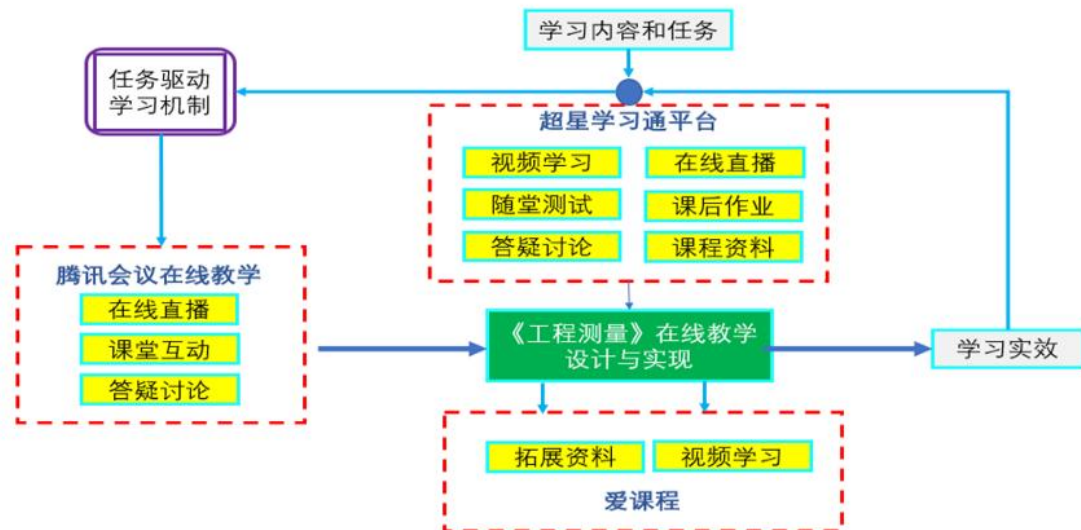 学习内容和任务
任务驱动
学习机制
超星学习通平台
视频学习
在线直播
随堂测试
课后作业
答疑讨论
课程资料
腾讯会议在线教学
在线直播
课堂互动
答疑讨论
《工程测量》在线教学
设计与实现
学习实效
拓展资料
视频学习
爱课程